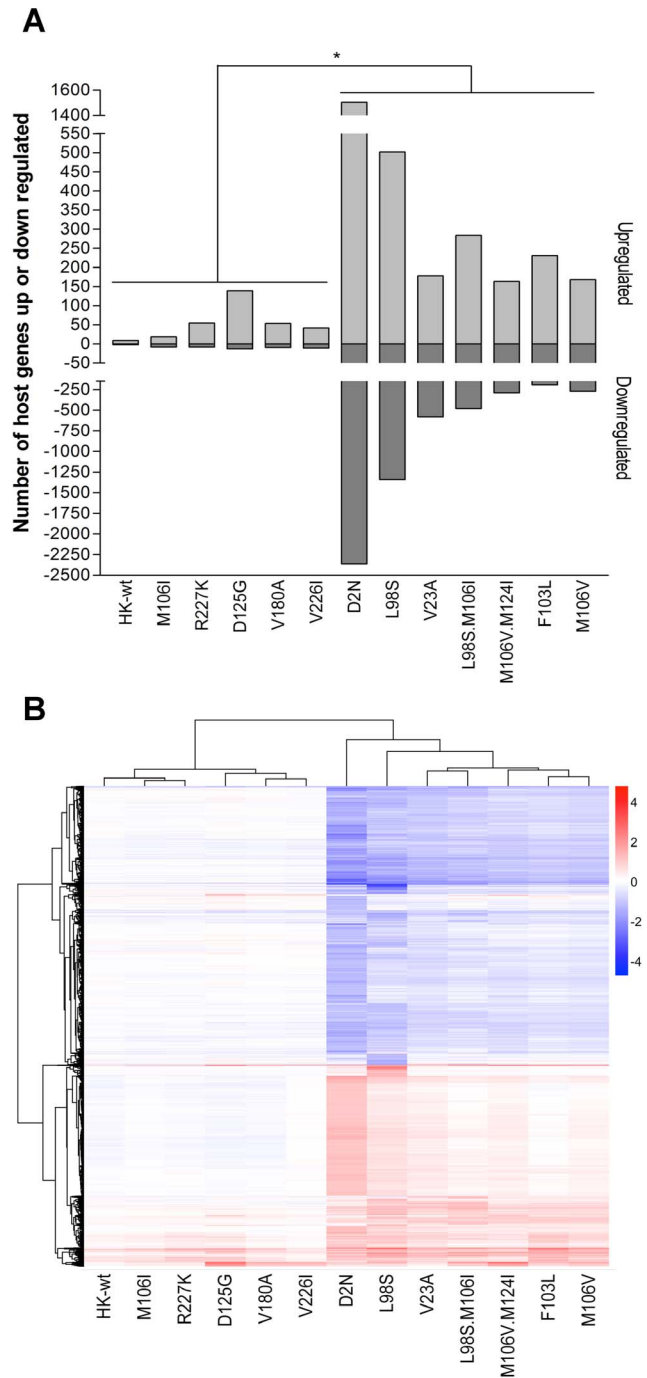 A
*
Number of host genes up or down regulated
1600
1400
550
500
450
400
350
300
250
200
150
100
50
0
-50
-250
-500
-750
-1000
-1250
-1500
-1750
-2000
-2250
-2500
Upregulated
Downregulated
HK-wt
M106I
R227K
D125G
V180A
V226I
D2N
L98S
V23A
L98S.M106I
M106V.M124I
F103L
M106V
B
4
2
0
-2
-4
HK-wt
M106I
R227K
D125G
V180A
V226I
D2N
L98S
V23A
L98S.M106I
M106V.M124I
F103L
M106V